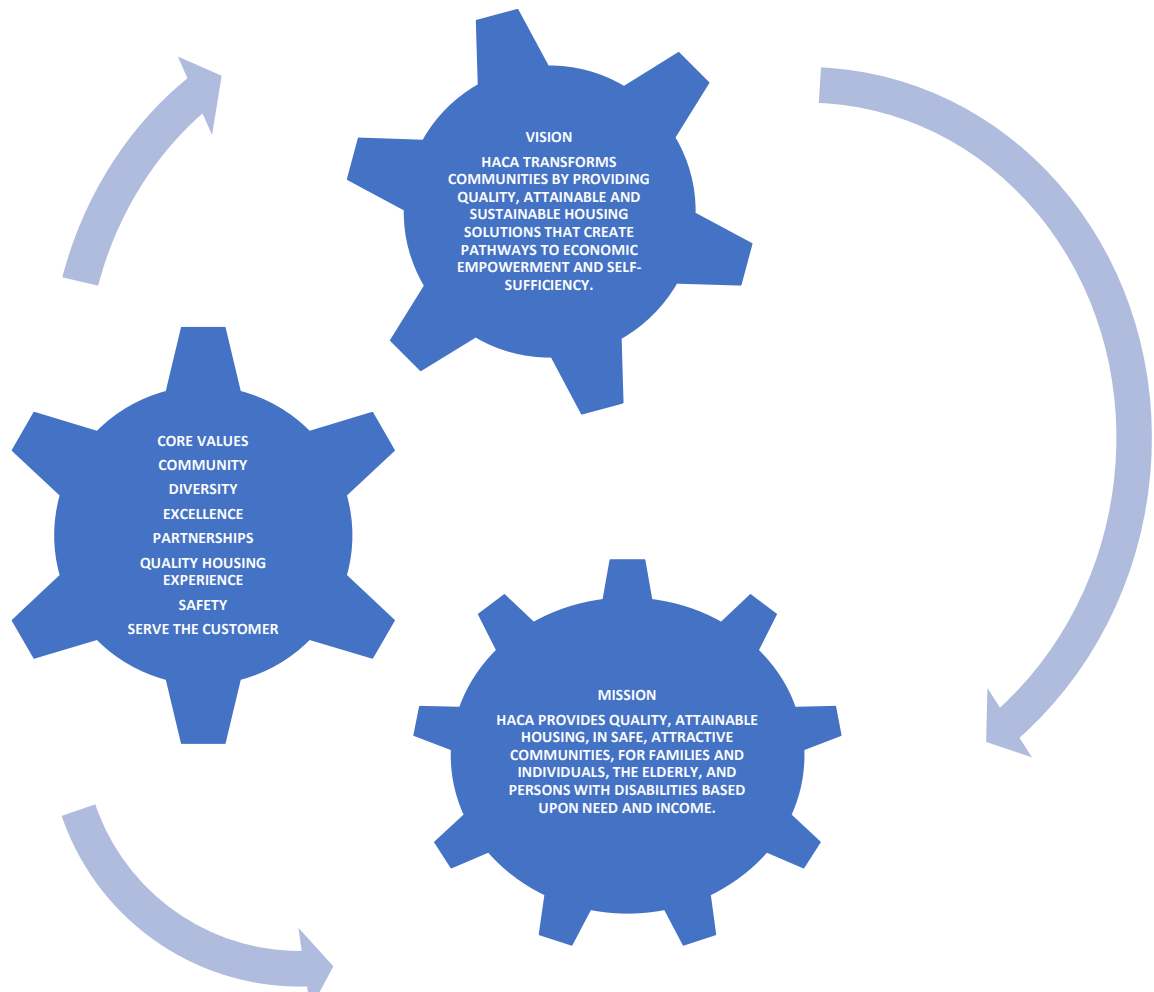 VISION
HACA TRANSFORMS
COMMUNITIES BY PROVIDING
QUALITY, ATTAINABLE AND
SUSTAINABLE HOUSING
SOLUTIONS THAT CREATE
PATHWAYS TO ECONOMIC
EMPOWERMENT AND SELF-
SUFFICIENCY.
CORE VALUES
COMMUNITY
DIVERSITY
EXCELLENCE
PARTNERSHIPS
QUALITY HOUSING
EXPERIENCE
SAFETY
SERVE THE CUSTOMER
MISSION
HACA PROVIDES QUALITY, ATTAINABLE
HOUSING, IN SAFE, ATTRACTIVE
COMMUNITIES, FOR FAMILIES AND
INDIVIDUALS, THE ELDERLY, AND
PERSONS WITH DISABILITIES BASED
UPON NEED AND INCOME.